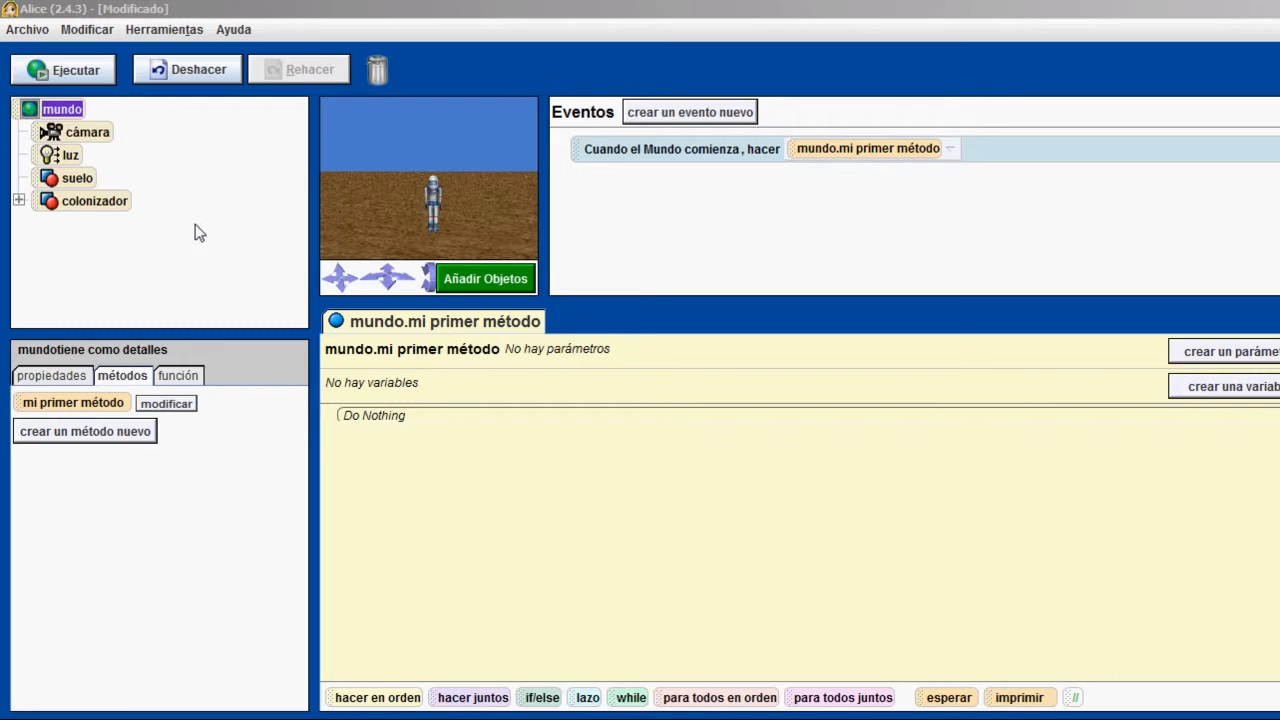 Alice (2.4.3) - [Modificado]
Archivo Modificar Herramientas Ayuda
Ejecutar Deshacer Rehacer
mundo
cámara
luz
suelo
colonizador
Añadir Objetos
Eventos crear un evento nuevo
Cuando el Mundo comienza , hacer mundo.mi primer método
mundotiene como detalles
propiedades métodos función
mi primer método modificar
crear un método nuevo
mundo.mi primer método
mundo.mi primer método No hay parámetros crear un parámet
No hay variables crear una variab
Do Nothing
hacer en orden hacer juntos if/else lazo while para todos en orden para todos juntos esperar imprimir //